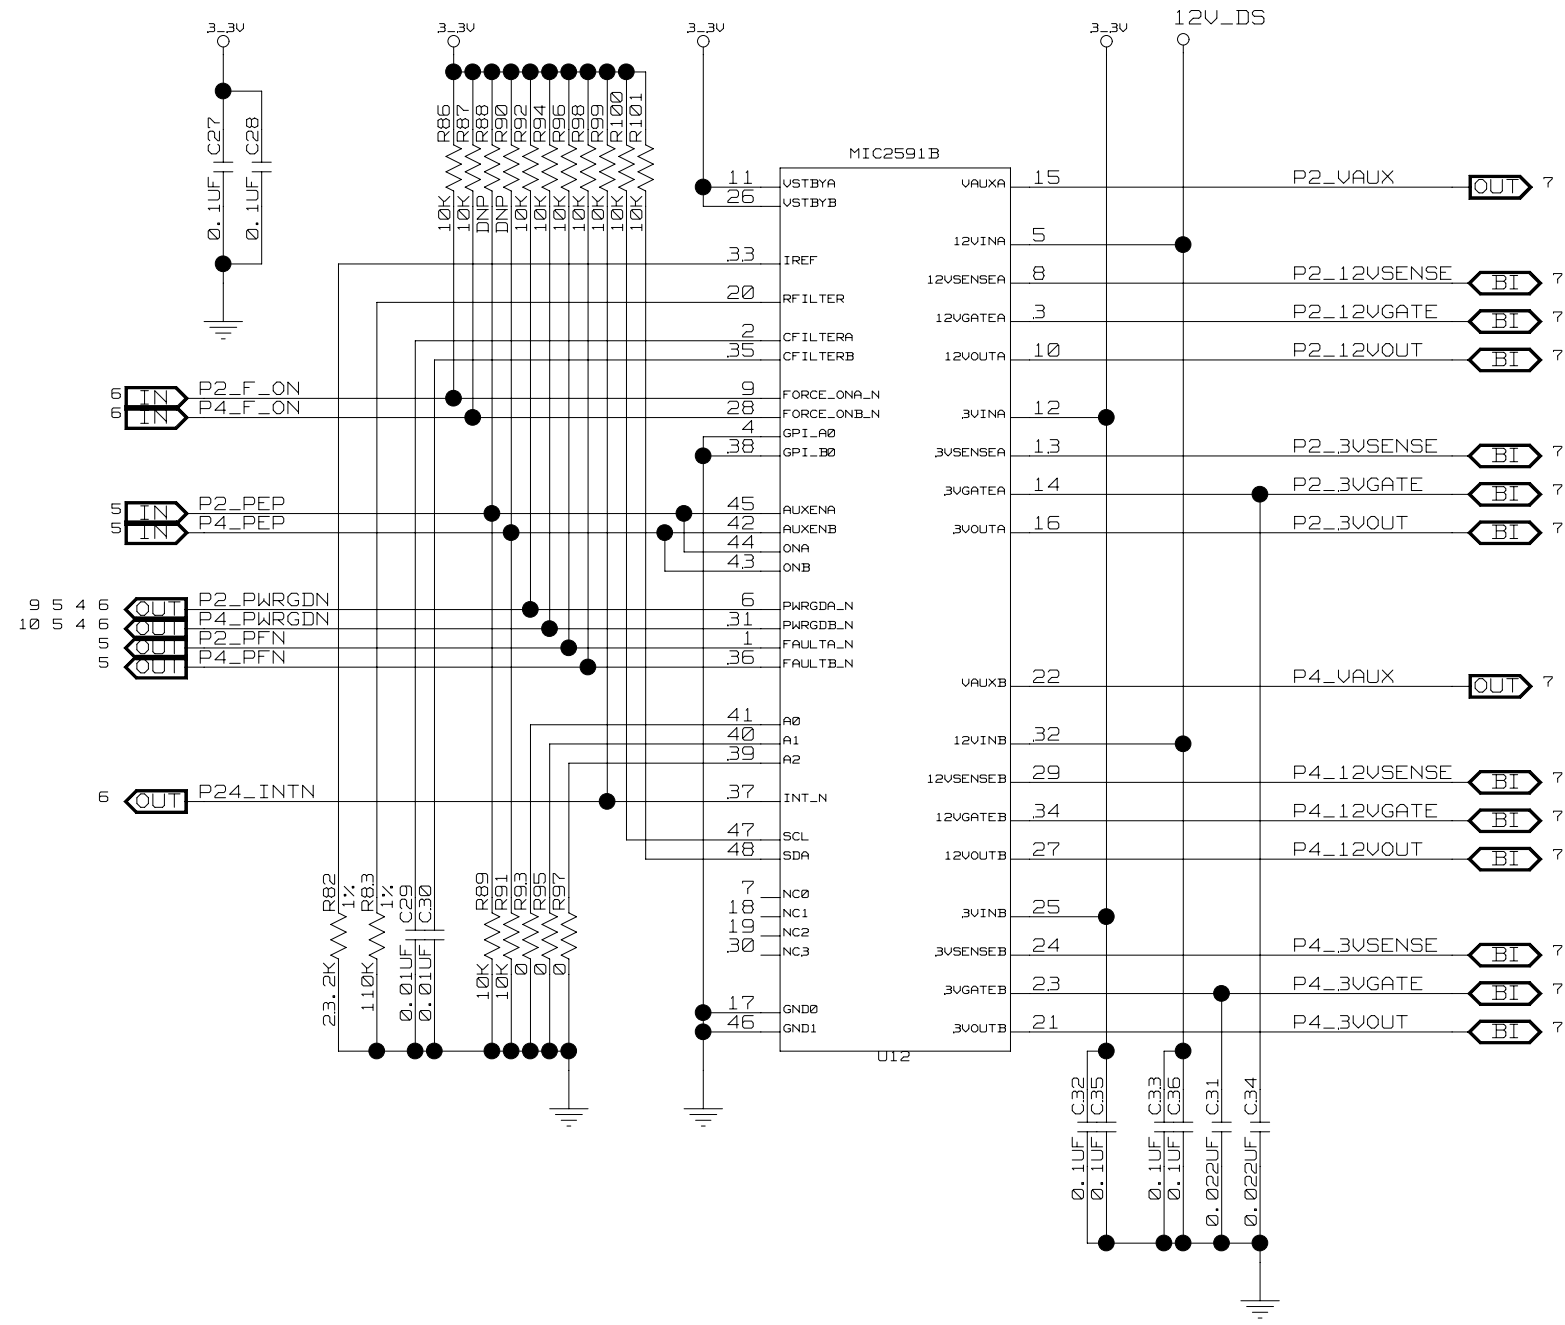 3_3V
3_3V
3_3V
3_3V
12V_DS
C27
0.1UF
C28
0.1UF
R86
10K
R87
10K
R88
DNP
R90
DNP
R92
10K
R94
10K
R96
10K
R98
10K
R99
10K
R100
10K
R101
10K
MIC2591B
11 VSTBYA
26 VSTBYB
33 IREF
20 RFILTER
2 CFILTERA
35 CFILTERB
6 IN P2_F_ON 9 FORCE_ONA_N
6 IN P4_F_ON 28 FORCE_ONB_N
4 GPI_A0
38 GPI_B0
5 IN P2_PEP 45 AUXENA
5 IN P4_PEP 42 AUXENB
44 ONA
43 ONB
9 5 4 6 OUT P2_PWRGDN 6 PWRGDA_N
10 5 4 6 OUT P4_PWRGDN 31 PWRGDB_N
5 OUT P2_PFN 1 FAULTA_N
5 OUT P4_PFN 36 FAULTB_N
41 A0
40 A1
39 A2
6 OUT P24_INTN 37 INT_N
47 SCL
48 SDA
7 NC0
18 NC1
19 NC2
30 NC3
17 GND0
46 GND1
U12
VAUXA 15 P2_VAUX OUT 7
12VINA 5
12VSENSEA 8 P2_12VSENSE BI 7
12VGATEA 3 P2_12VGATE BI 7
12VOUTA 10 P2_12VOUT BI 7
3VINA 12
3VSENSEA 13 P2_3VSENSE BI 7
3VGATEA 14 P2_3VGATE BI 7
3VOUTA 16 P2_3VOUT BI 7
VAUXB 22 P4_VAUX OUT 7
12VINB 32
12VSENSEB 29 P4_12VSENSE BI 7
12VGATEB 34 P4_12VGATE BI 7
12VOUTB 27 P4_12VOUT BI 7
3VINB 25
3VSENSEB 24 P4_3VSENSE BI 7
3VGATEB 23 P4_3VGATE BI 7
3VOUTB 21 P4_3VOUT BI 7
R82
1%
23.2K
R83
1%
110K
C29
0.01UF
C30
0.01UF
R89
10K
R91
10K
R93
0
R95
0
R97
0
C32
0.1UF
C35
0.1UF
C33
0.1UF
C36
0.1UF
C31
0.022UF
C34
0.022UF